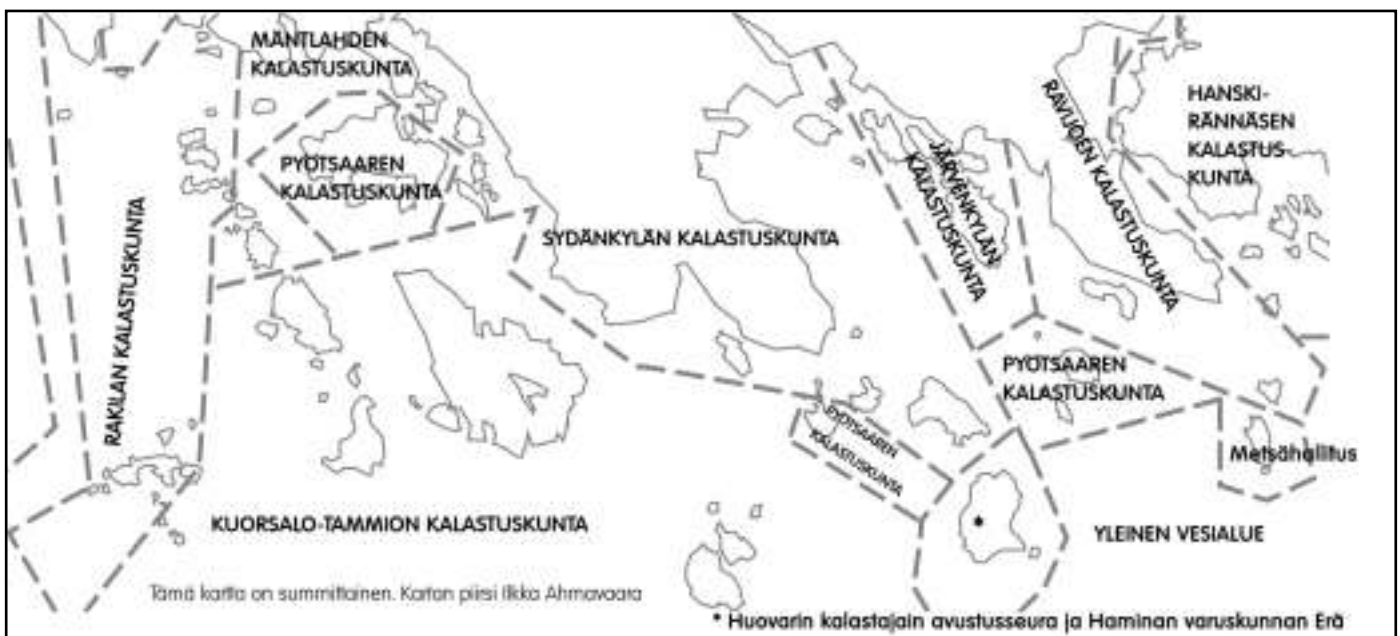 MÄNTLAHDEN
KALASTUSKUNTA
PYÖTSAAREN
KALASTUSKUNTA
RAKILAN KALASTUSKUNTA
SYDÄNKYLÄN KALASTUSKUNTA
JÄRVENKYLÄN
KALASTUSKUNTA
RAVIJOEN KALASTUSKUNTA
HANSKI-
RÄNNÄSEN
KALASTUS-
KUNTA
PYÖTSAAREN
KALASTUSKUNTA
PYÖTSAAREN
KALASTUSKUNTA
Metsähallitus
KUORSALO-TAMMION KALASTUSKUNTA
YLEINEN VESIALUE
Tämä kartta on summittainen. Kartan piirsi Ilkka Ahmavaara
* Huovarin kalastajain avustusseura ja Haminan varuskunnan Erä